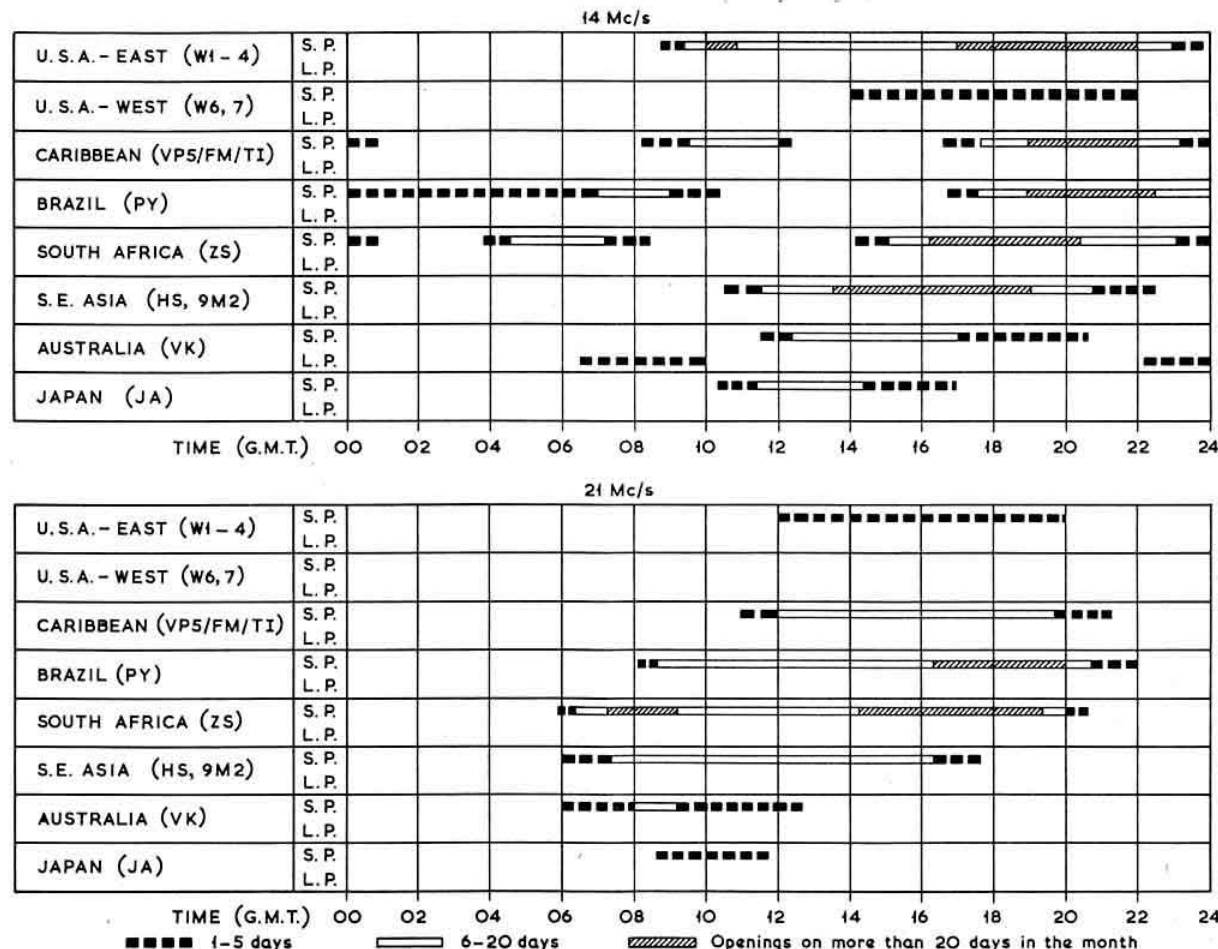 14 Mc/s
U.S.A.-EAST (W1-4) S.P.
L.P.
U.S.A.-WEST (W6,7) S.P.
L.P.
CARIBBEAN (VP5/FM/TI) S.P.
L.P.
BRAZIL (PY) S.P.
L.P.
SOUTH AFRICA (ZS) S.P.
L.P.
S.E. ASIA (HS, 9M2) S.P.
L.P.
AUSTRALIA (VK) S.P.
L.P.
JAPAN (JA) S.P.
L.P.
TIME (G.M.T.) 00 02 04 06 08 10 12 14 16 18 20 22 24
21 Mc/s
U.S.A.-EAST (W1-4) S.P.
L.P.
U.S.A.-WEST (W6,7) S.P.
L.P.
CARIBBEAN (VP5/FM/TI) S.P.
L.P.
BRAZIL (PY) S.P.
L.P.
SOUTH AFRICA (ZS) S.P.
L.P.
S.E. ASIA (HS, 9M2) S.P.
L.P.
AUSTRALIA (VK) S.P.
L.P.
JAPAN (JA) S.P.
L.P.
TIME (G.M.T.) 00 02 04 06 08 10 12 14 16 18 20 22 24
1-5 days 6-20 days Openings on more than 20 days in the month